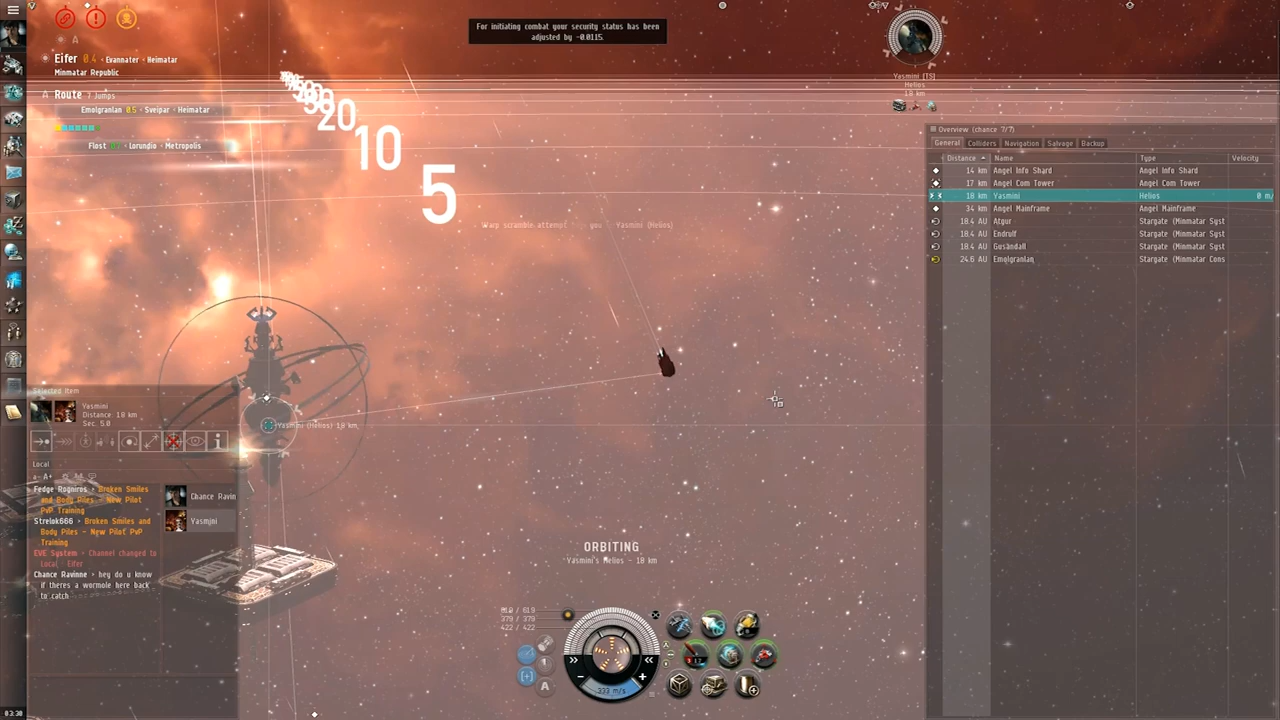 For initiating combat your security status has been
adjusted by -0.0115.
Eifer 0.4 · Evannater · Heimatar
Minmatar Republic
Route 7 Jumps
Emolgranlan 0.5 · Sveipar · Heimatar
Flost · Lorundio · Metropolis
20
10
5
Yasmini [TS]
Helios
18 km
Warp scramble attempt you Yasmini (Helios)
Overview (chance 7/7)
General Colliders Navigation Salvage Backup
Distance Name Type Velocity
14 km Angel Info Shard Angel Info Shard
17 km Angel Com Tower Angel Com Tower
18 km Yasmini Helios 0 m/
34 km Angel Mainframe Angel Mainframe
18.4 AU Atgur Stargate (Minmatar Syst
18.4 AU Endrulf Stargate (Minmatar Syst
18.4 AU Gusandall Stargate (Minmatar Syst
24.6 AU Emolgranlan Stargate (Minmatar Cons
Selected Item
Yasmini
Distance: 18 km
Sec. 5.0
Yasmini (Helios) 18 km
Local
Fedge Rogniros > Broken Smiles
and Body Piles - New Pilot
PvP Training
Strelok666 > Broken Smiles and
Body Piles - New Pilot PvP
Training
EVE System > Channel changed to
Local : Eifer
Chance Ravinne > hey do u know
if theres a wormole here back
to catch
Chance Ravin
Yasmini
ORBITING
Yasmini's Helios - 18 km
619 / 619
379 / 379
422 / 422
333 m/s
03:30